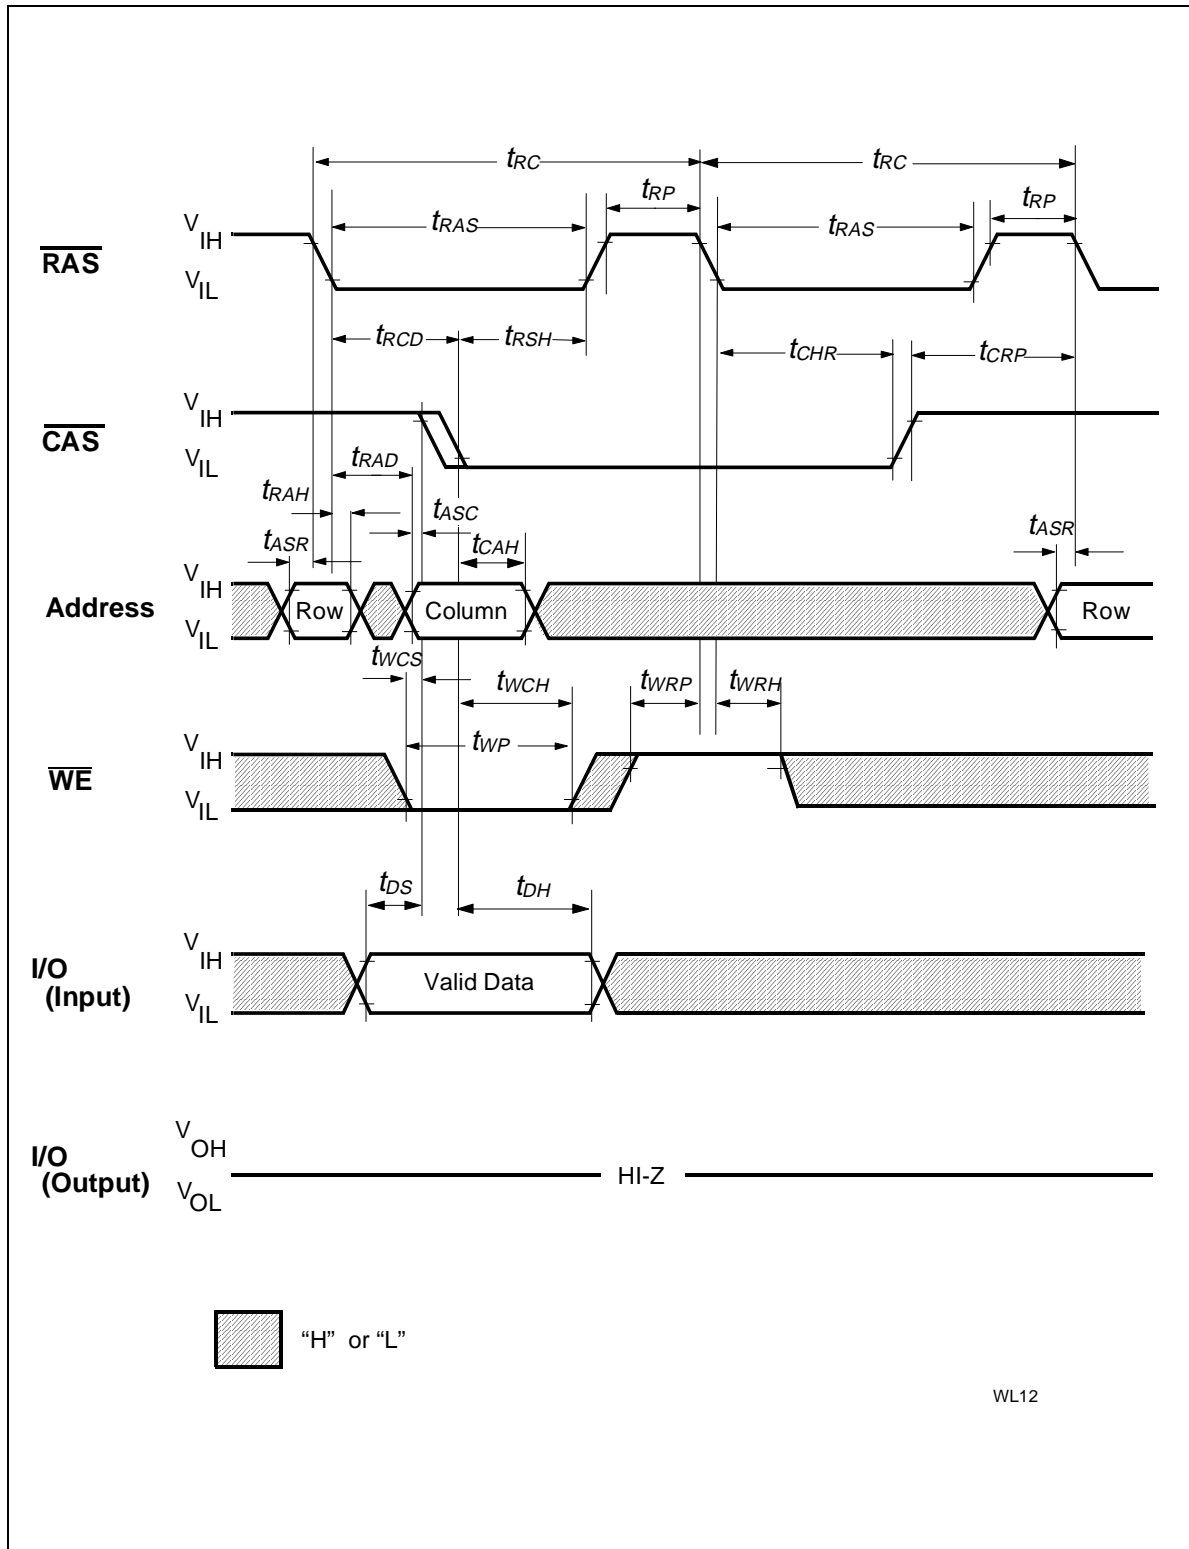 tRC tRC
tRP tRP
tRAS tRAS
VIH
RAS
VIL
tRCD tRSH
tCHR tCRP
VIH
CAS
VIL
tRAD
tRAH
tASC
tASR tCAH tASR
VIH
Address Row Column Row
VIL
tWCS
tWCH tWRP tWRH
tWP
VIH
WE
VIL
tDS tDH
VIH
I/O
(Input) Valid Data
VIL
VOH
I/O
(Output) HI-Z
VOL
“H” or “L”
WL12